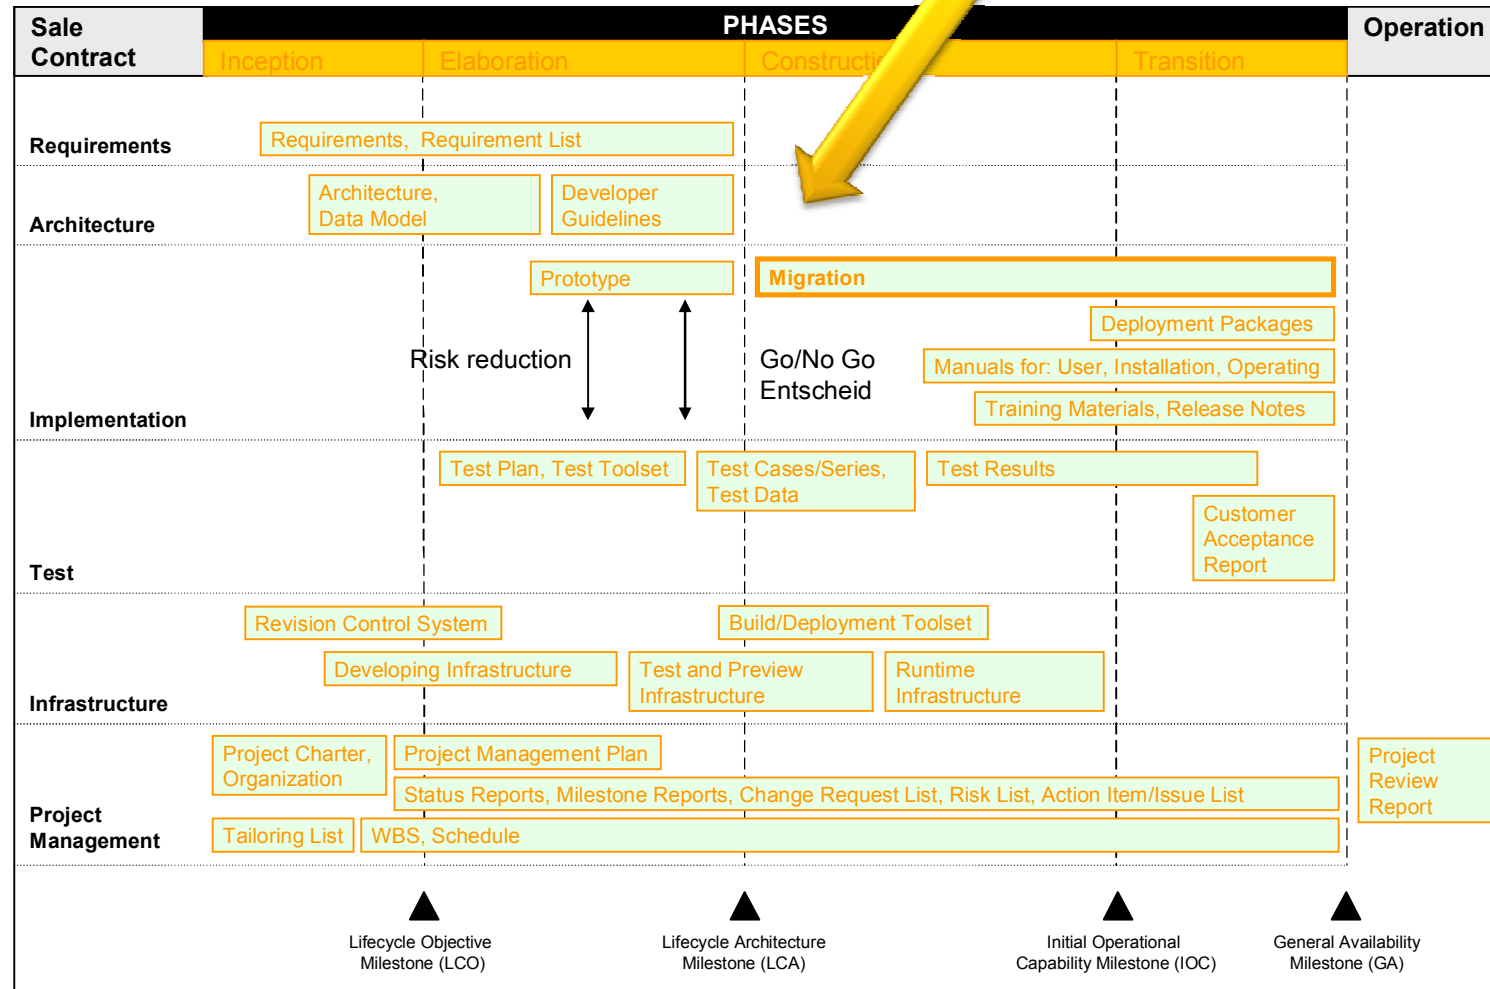 Sale
Contract
PHASES
Operation
Inception
Elaboration
Construction
Transition
Requirements
Requirements, Requirement List
Architecture
Architecture,
Data Model
Developer
Guidelines
Implementation
Prototype
Migration
Deployment Packages
Risk reduction
Go/No Go
Entscheid
Manuals for: User, Installation, Operating
Training Materials, Release Notes
Test
Test Plan, Test Toolset
Test Cases/Series,
Test Data
Test Results
Customer
Acceptance
Report
Infrastructure
Revision Control System
Build/Deployment Toolset
Developing Infrastructure
Test and Preview
Infrastructure
Runtime
Infrastructure
Project
Management
Project Charter,
Organization
Project Management Plan
Status Reports, Milestone Reports, Change Request List, Risk List, Action Item/Issue List
Tailoring List
WBS, Schedule
Project
Review
Report
Lifecycle Objective
Milestone (LCO)
Lifecycle Architecture
Milestone (LCA)
Initial Operational
Capability Milestone (IOC)
General Availability
Milestone (GA)